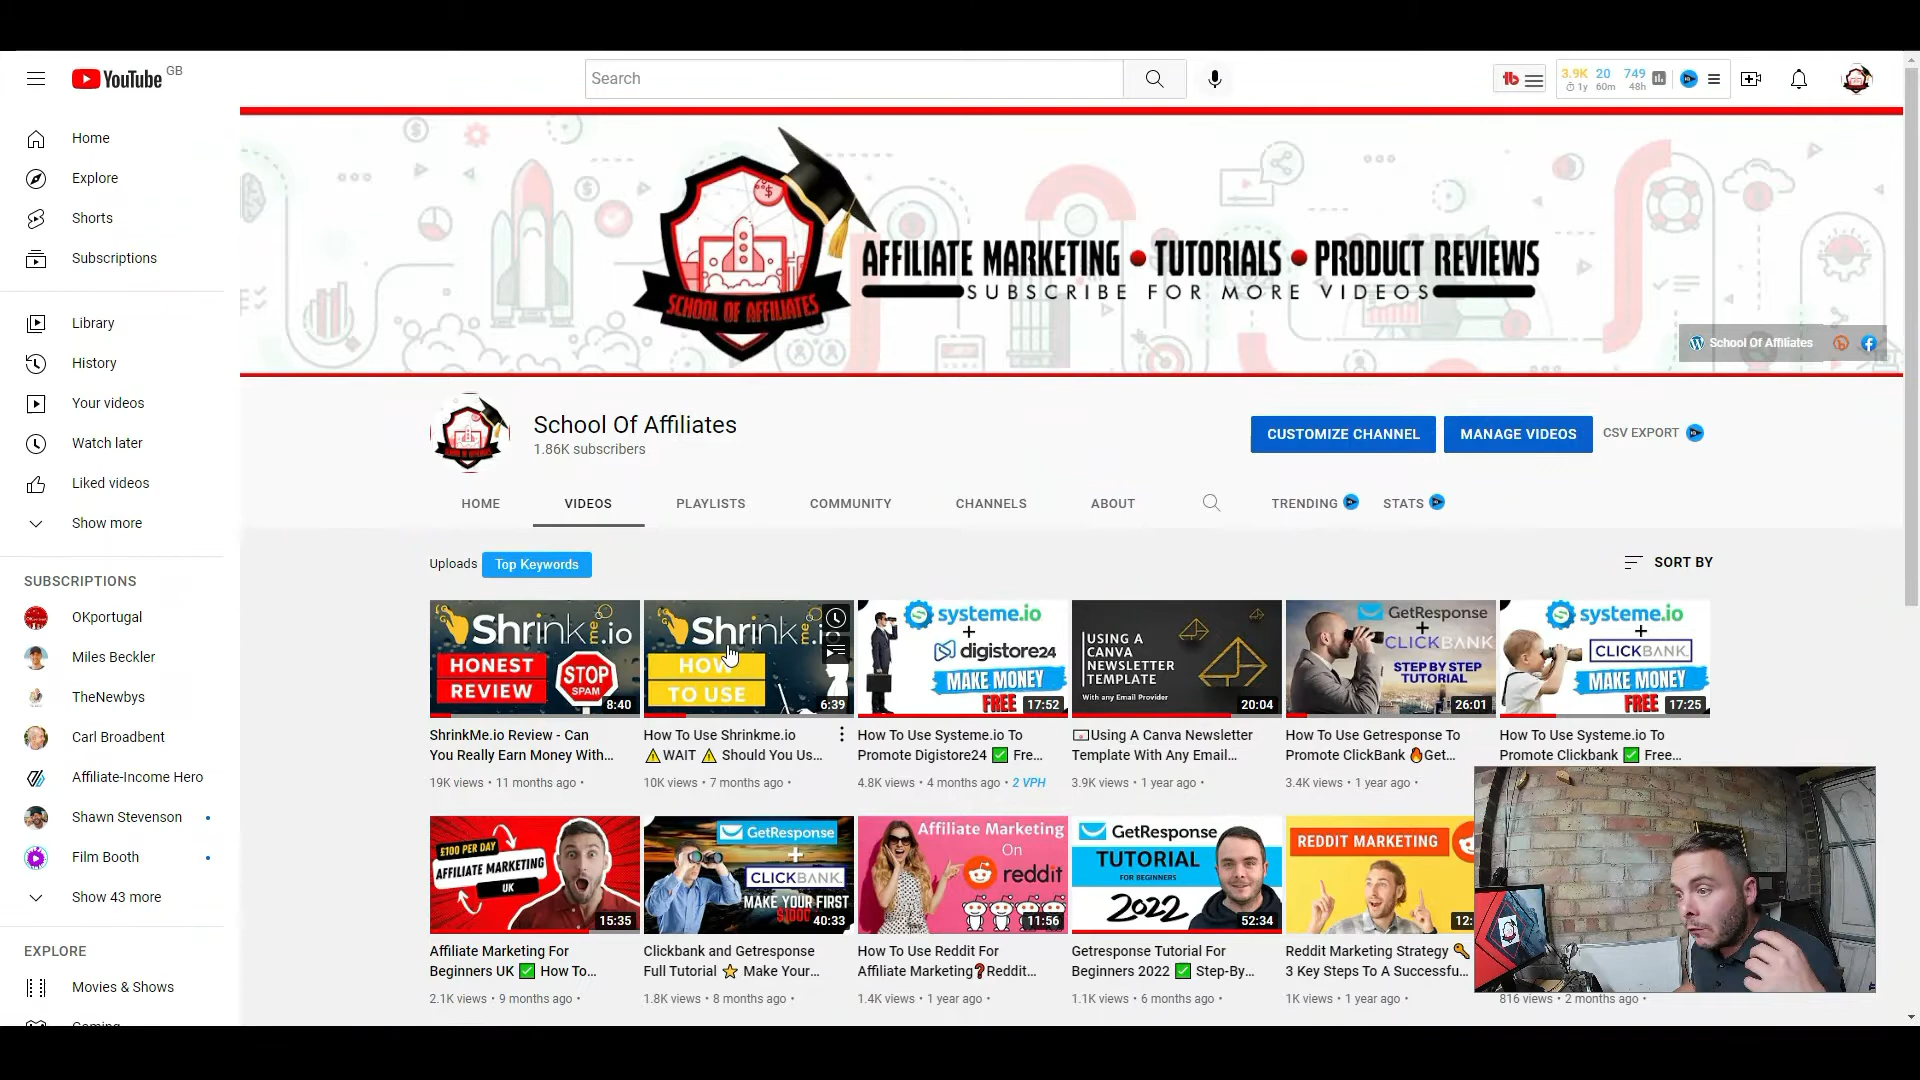 YouTube GB
Search
3.9K 20 749
1y 60m 48h
Home
Explore
Shorts
Subscriptions
Library
History
Your videos
Watch later
Liked videos
Show more
SUBSCRIPTIONS
OKportugal
Miles Beckler
TheNewbys
Carl Broadbent
Affiliate-Income Hero
Shawn Stevenson
Film Booth
Show 43 more
EXPLORE
Movies & Shows
Gaming
SCHOOL OF AFFILIATES
AFFILIATE MARKETING • TUTORIALS • PRODUCT REVIEWS
SUBSCRIBE FOR MORE VIDEOS
School Of Affiliates
School Of Affiliates
1.86K subscribers
CUSTOMIZE CHANNEL
MANAGE VIDEOS
CSV EXPORT
HOME
VIDEOS
PLAYLISTS
COMMUNITY
CHANNELS
ABOUT
TRENDING
STATS
Uploads
Top Keywords
SORT BY
Shrinkme.io
HONEST
REVIEW
STOP
SPAM
8:40
ShrinkMe.io Review - Can
You Really Earn Money With...
19K views • 11 months ago •
Shrink
HOW
TO USE
6:39
How To Use Shrinkme.io
⚠WAIT ⚠ Should You Us...
10K views • 7 months ago •
systeme.io
+
digistore24
MAKE MONEY
FREE
17:52
How To Use Systeme.io To
Promote Digistore24 ✅ Fre...
4.8K views • 4 months ago • 2 VPH
USING A
CANVA
NEWSLETTER
TEMPLATE
With any Email Provider
20:04
Using A Canva Newsletter
Template With Any Email...
3.9K views • 1 year ago •
GetResponse
+
CLICKBANK
STEP BY STEP
TUTORIAL
26:01
How To Use Getresponse To
Promote ClickBank 🔥Get...
3.4K views • 1 year ago •
systeme.io
+
CLICKBANK
MAKE MONEY
FREE
17:25
How To Use Systeme.io To
Promote Clickbank ✅ Free...
£100 PER DAY
AFFILIATE MARKETING
UK
15:35
Affiliate Marketing For
Beginners UK ✅ How To...
2.1K views • 9 months ago •
GetResponse
+
CLICKBANK
MAKE YOUR FIRST
40:33
Clickbank and Getresponse
Full Tutorial ⭐ Make Your...
1.8K views • 8 months ago •
Affiliate Marketing
On
reddit
11:56
How To Use Reddit For
Affiliate Marketing❓Reddit...
1.4K views • 1 year ago •
GetResponse
TUTORIAL
FOR BEGINNERS
2022
52:34
Getresponse Tutorial For
Beginners 2022 ✅ Step-By...
1.1K views • 6 months ago •
REDDIT MARKETING
12:
Reddit Marketing Strategy 🔑
3 Key Steps To A Successfu...
1K views • 1 year ago •
816 views • 2 months ago •